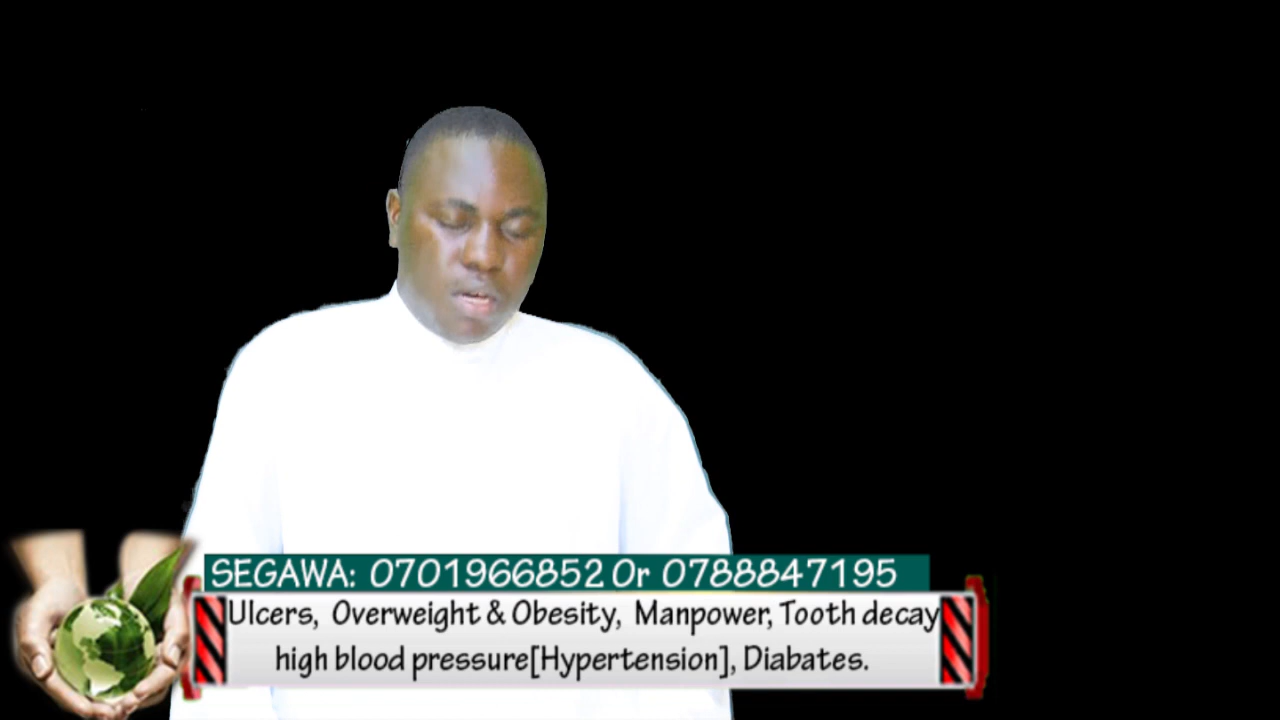 SEGAWA: 0701966852 Or 0788847195
Ulcers, Overweight & Obesity, Manpower, Tooth decay
high blood pressure[Hypertension], Diabates.